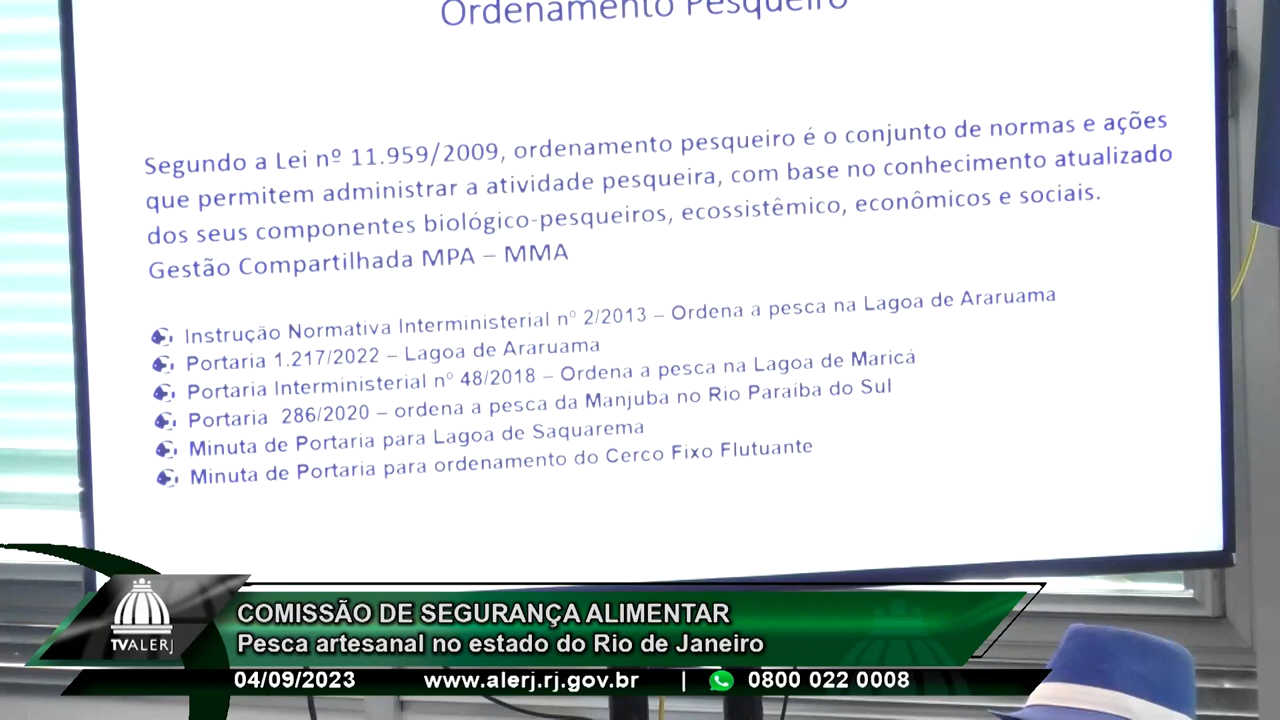 Ordenamento Pesqueiro
Segundo a Lei nº 11.959/2009, ordenamento pesqueiro é o conjunto de normas e ações
que permitem administrar a atividade pesqueira, com base no conhecimento atualizado
dos seus componentes biológico-pesqueiros, ecossistêmico, econômicos e sociais.
Gestão Compartilhada MPA – MMA
Instrução Normativa Interministerial nº 2/2013 – Ordena a pesca na Lagoa de Araruama
Portaria 1.217/2022 – Lagoa de Araruama
Portaria Interministerial nº 48/2018 – Ordena a pesca na Lagoa de Maricá
Portaria 286/2020 – ordena a pesca da Manjuba no Rio Paraiba do Sul
Minuta de Portaria para Lagoa de Saquarema
Minuta de Portaria para ordenamento do Cerco Fixo Flutuante
COMISSÃO DE SEGURANÇA ALIMENTAR
Pesca artesanal no estado do Rio de Janeiro
TVALERJ
04/09/2023 www.alerj.rj.gov.br | 0800 022 0008